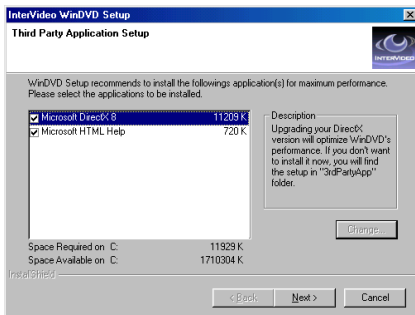 InterVideo WinDVD Setup
Third Party Application Setup
INTERVIDEO
WinDVD Setup recommends to install the followings application(s) for maximum performance.
Please select the applications to be installed.
Microsoft DirectX 8 11209 K
Microsoft HTML Help 720 K
Description
Upgrading your DirectX
version will optimize WinDVD's
performance. If you don't want
to install it now, you will find
the setup in "3rdPartyApp"
folder.
Change...
Space Required on C: 11929 K
Space Available on C: 1710304 K
InstallShield
< Back
Next >
Cancel